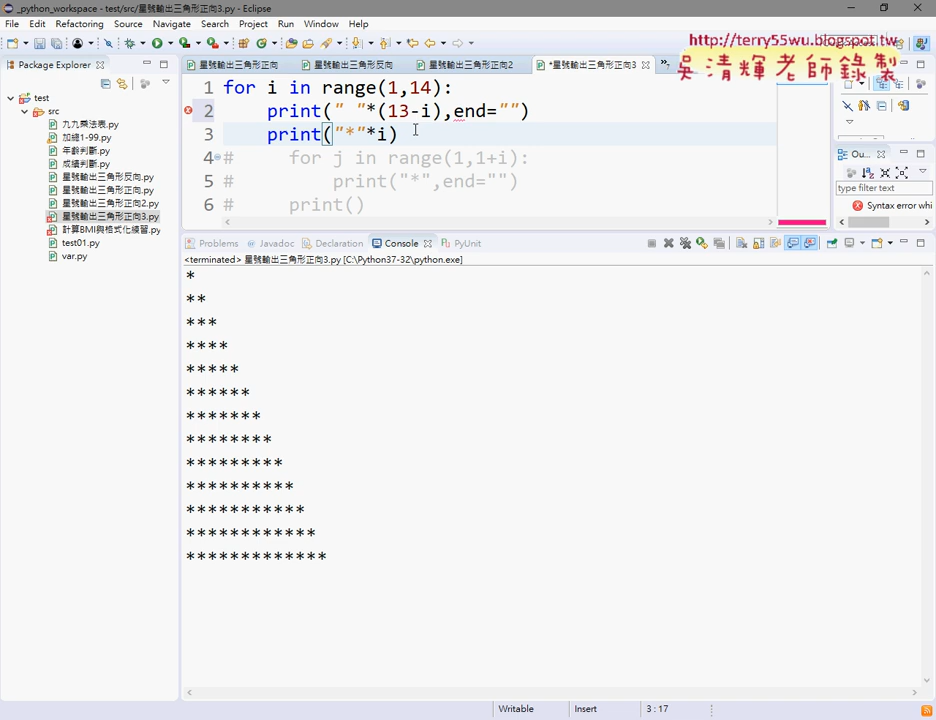 _python_workspace - test/src/星號輸出三角形正向3.py - Eclipse
File Edit Refactoring Source Navigate Search Project Run Window Help
http://terry55wu.blogspot.tw
吳清輝老師錄製
Package Explorer
星號輸出三角形正向
星號輸出三角形反向
星號輸出三角形正向2
*星號輸出三角形正向3
test
src
九九乘法表.py
加總1-99.py
年齡判斷.py
成績判斷.py
星號輸出三角形反向.py
星號輸出三角形正向.py
星號輸出三角形正向2.py
星號輸出三角形正向3.py
計算BMI與格式化練習.py
test01.py
var.py
1 for i in range(1,14):
2 print(" "*(13-i),end="")
3 print("*"*i)
4 # for j in range(1,1+i):
5 # print("*",end="")
6 # print()
Ou...
type filter text
Syntax error whi
Problems Javadoc Declaration Console PyUnit
<terminated> 星號輸出三角形正向3.py [C:\Python37-32\python.exe]
*
**
***
****
*****
******
*******
********
*********
**********
***********
************
*************
Writable Insert 3 : 17